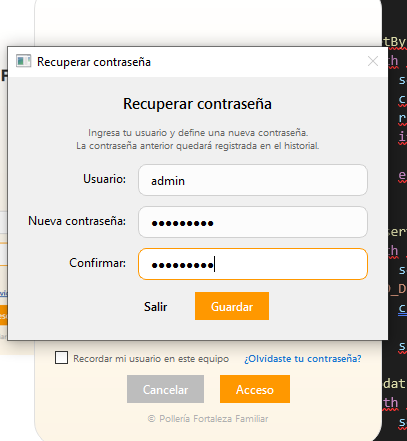 Recuperar contraseña
Recuperar contraseña
Ingresa tu usuario y define una nueva contraseña.
La contraseña anterior quedará registrada en el historial.
Usuario:
admin
Nueva contraseña:
●●●●●●●●●
Confirmar:
●●●●●●●●●
Salir
Guardar
Recordar mi usuario en este equipo
¿Olvidaste tu contraseña?
Cancelar
Acceso
© Pollería Fortaleza Familiar